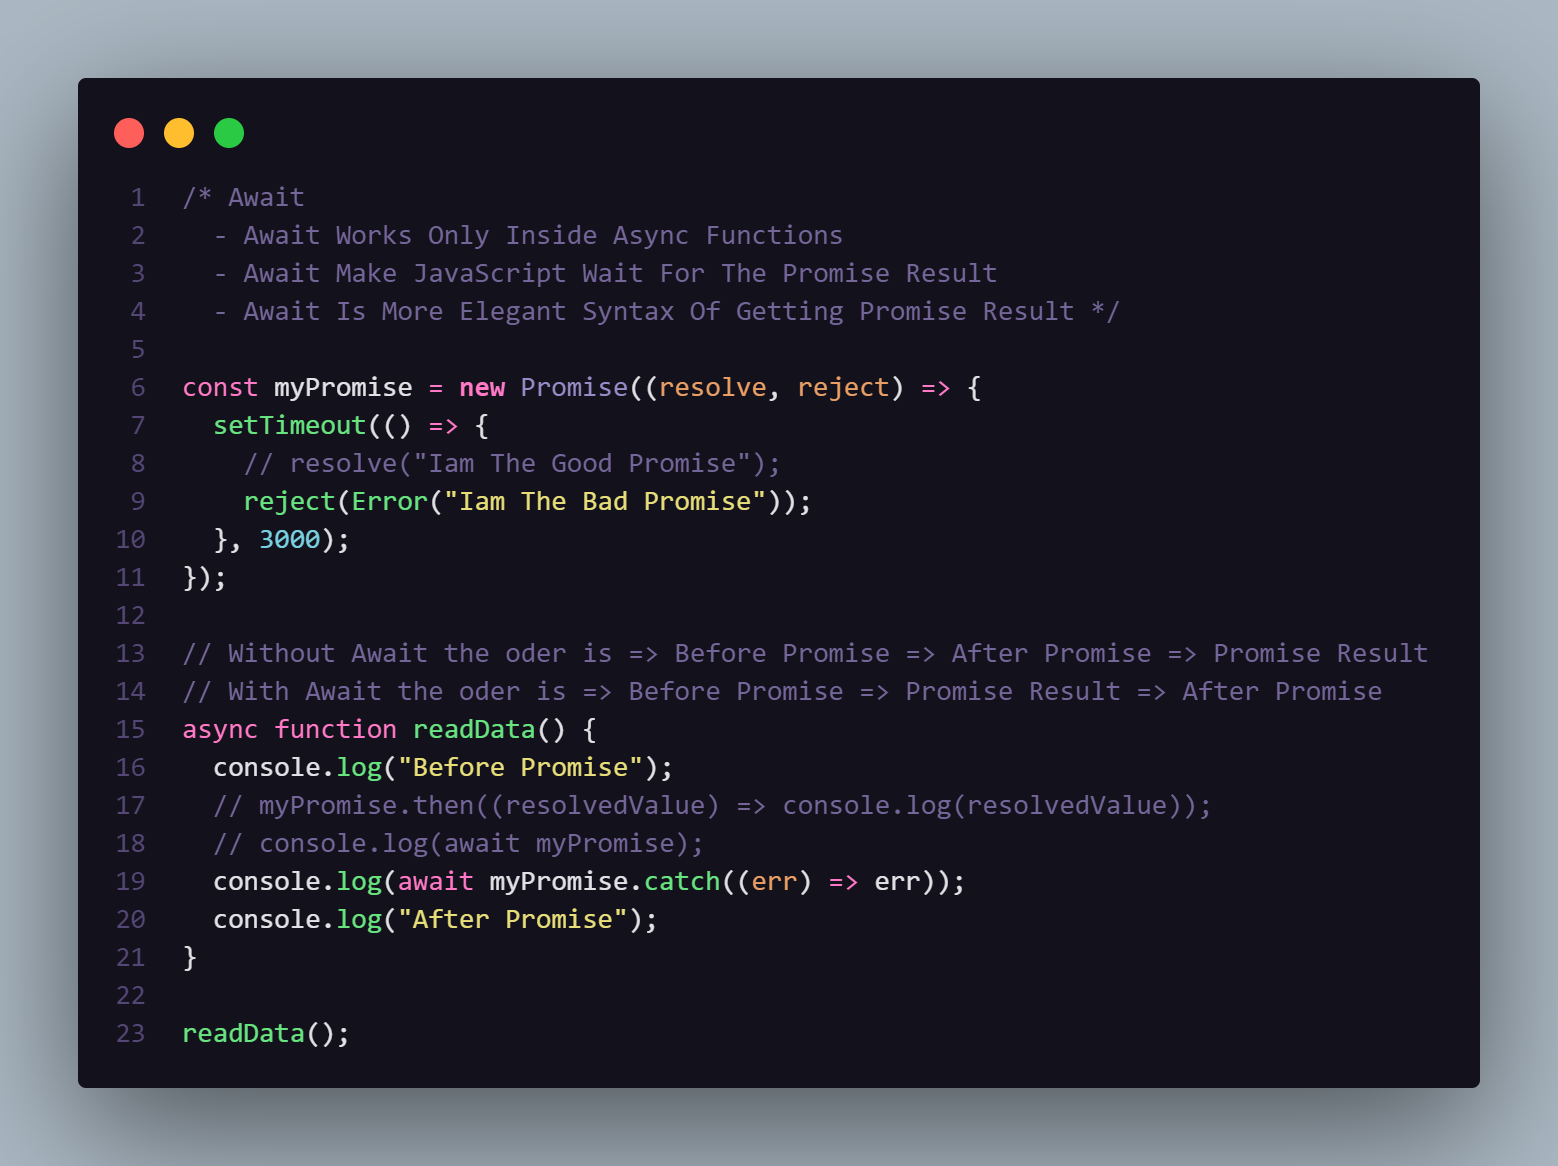 1 /* Await
2   - Await Works Only Inside Async Functions
3   - Await Make JavaScript Wait For The Promise Result
4   - Await Is More Elegant Syntax Of Getting Promise Result */
5
6 const myPromise = new Promise((resolve, reject) => {
7   setTimeout(() => {
8     // resolve("Iam The Good Promise");
9     reject(Error("Iam The Bad Promise"));
10   }, 3000);
11 });
12
13 // Without Await the oder is => Before Promise => After Promise => Promise Result
14 // With Await the oder is => Before Promise => Promise Result => After Promise
15 async function readData() {
16   console.log("Before Promise");
17   // myPromise.then((resolvedValue) => console.log(resolvedValue));
18   // console.log(await myPromise);
19   console.log(await myPromise.catch((err) => err));
20   console.log("After Promise");
21 }
22
23 readData();